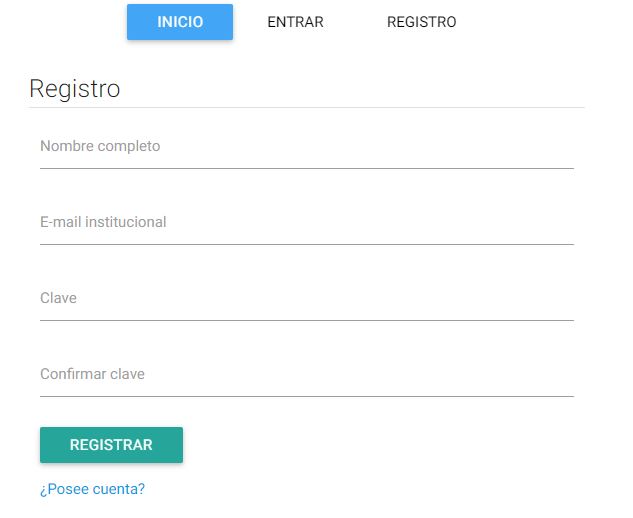 INICIO ENTRAR REGISTRO
Registro
Nombre completo
E-mail institucional
Clave
Confirmar clave
REGISTRAR
¿Posee cuenta?